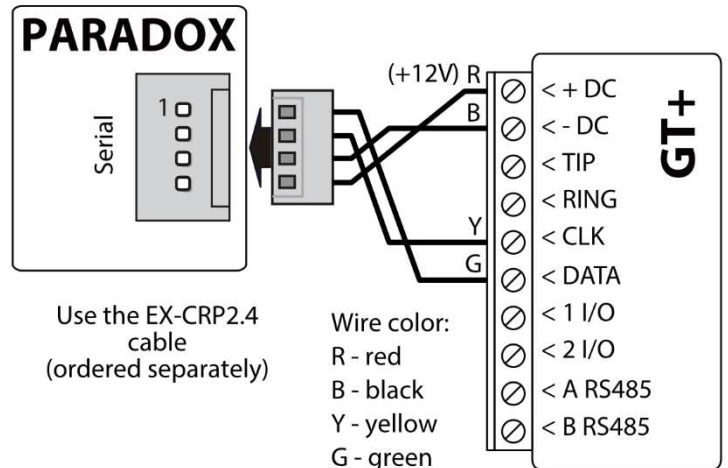 PARADOX
Serial
1
(+12V) R
B
Y
G
< + DC
< - DC
< TIP
< RING
< CLK
< DATA
< 1 I/O
< 2 I/O
< A RS485
< B RS485
GT+
Use the EX-CRP2.4
cable
(ordered separately)
Wire color:
R - red
B - black
Y - yellow
G - green